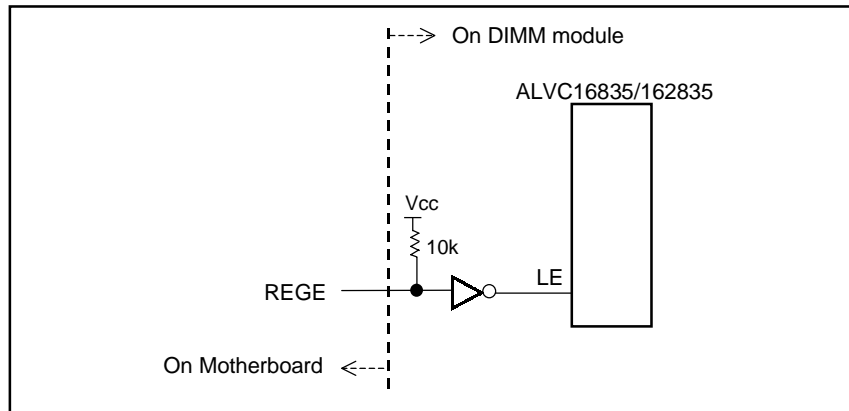 On DIMM module
ALVC16835/162835
Vcc
10k
REGE
LE
On Motherboard